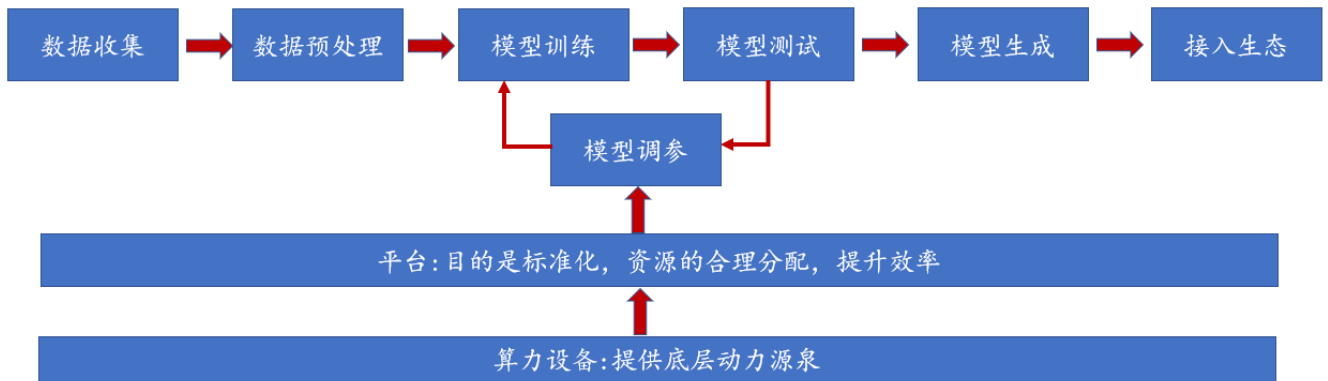 数据收集
数据预处理
模型训练
模型测试
模型生成
接入生态
模型调参
平台:目的是标准化，资源的合理分配，提升效率
算力设备:提供底层动力源泉